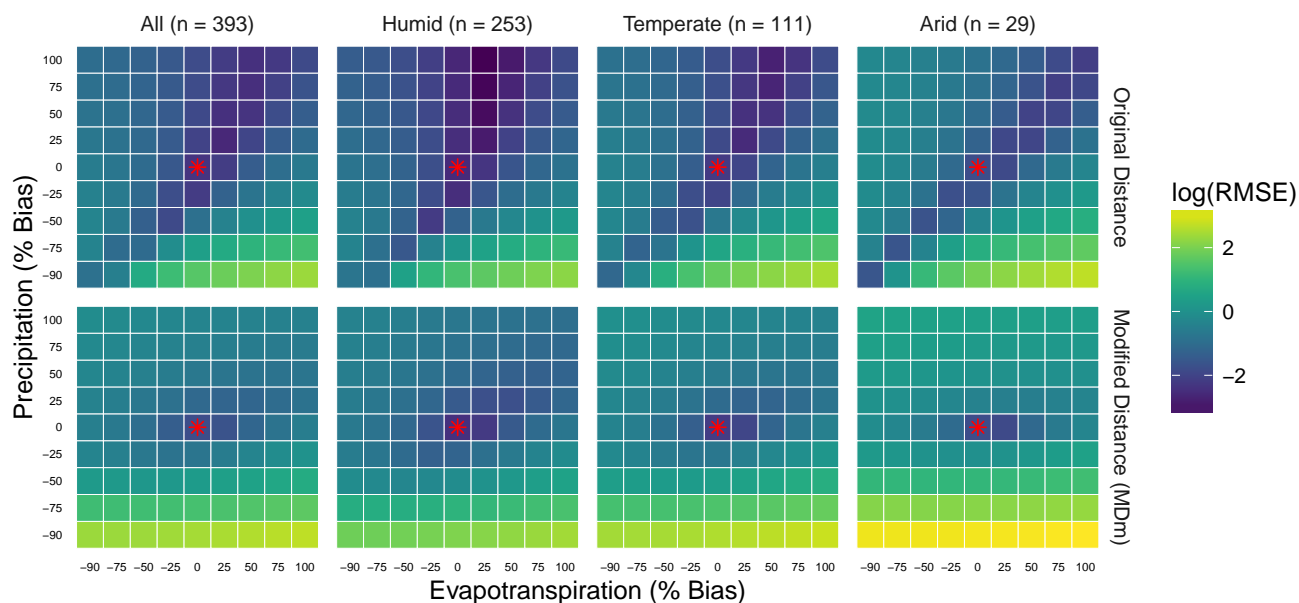 All (n = 393)
Humid (n = 253)
Temperate (n = 111)
Arid (n = 29)
Precipitation (% Bias)
100
75
50
25
0
−25
−50
−75
−90
Original Distance
100
75
50
25
0
−25
−50
−75
−90
Modified Distance (MDm)
−90 −75 −50 −25 0 25 50 75 100
−90 −75 −50 −25 0 25 50 75 100
−90 −75 −50 −25 0 25 50 75 100
−90 −75 −50 −25 0 25 50 75 100
Evapotranspiration (% Bias)
log(RMSE)
2
0
−2